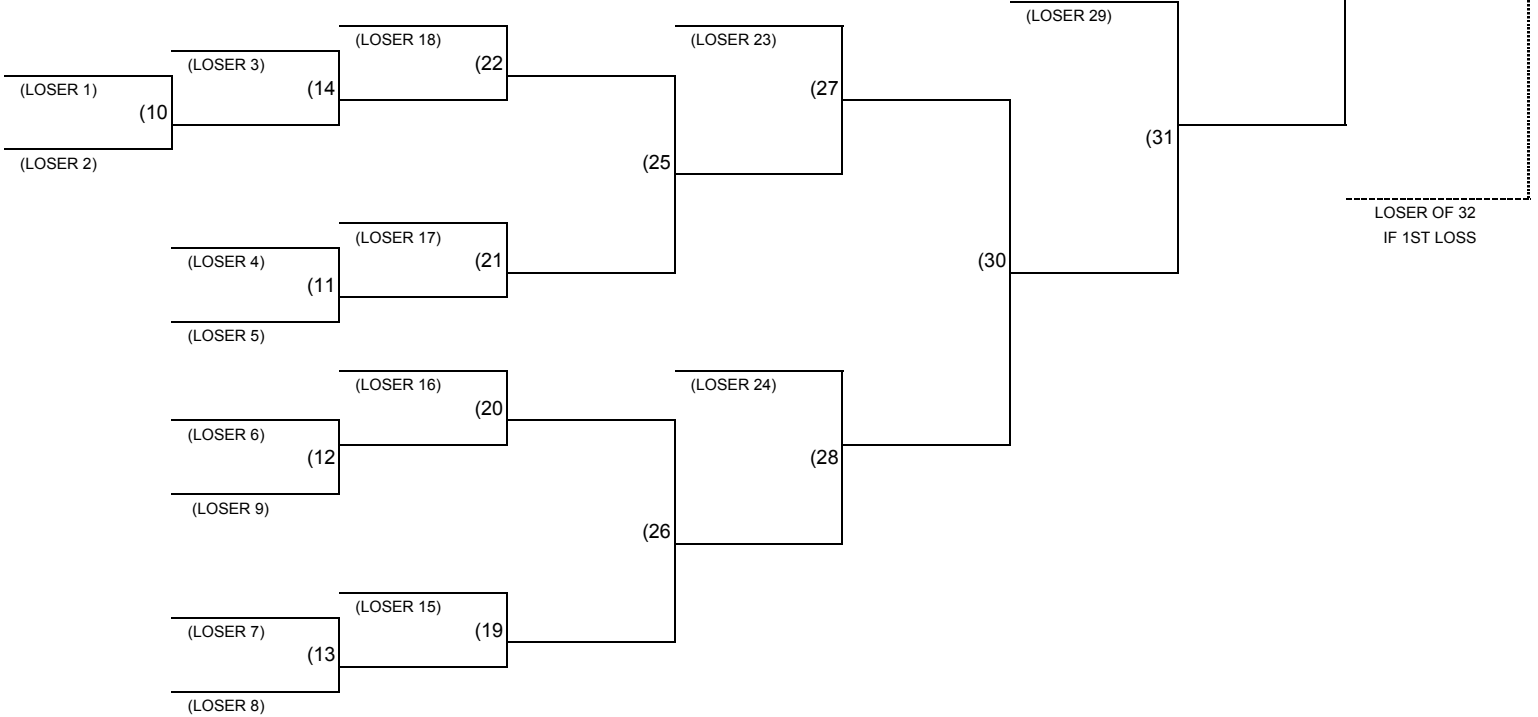 (LOSER 29)
(LOSER 18)
(LOSER 23)
(LOSER 3)
(22
(LOSER 1)
(14
(27
(10
(31
(LOSER 2)
(25
LOSER OF 32
IF 1ST LOSS
(LOSER 17)
(LOSER 4)
(21
(30
(11
(LOSER 5)
(LOSER 16)
(LOSER 24)
(20
(LOSER 6)
(12
(28
(LOSER 9)
(26
(LOSER 15)
(LOSER 7)
(19
(13
(LOSER 8)